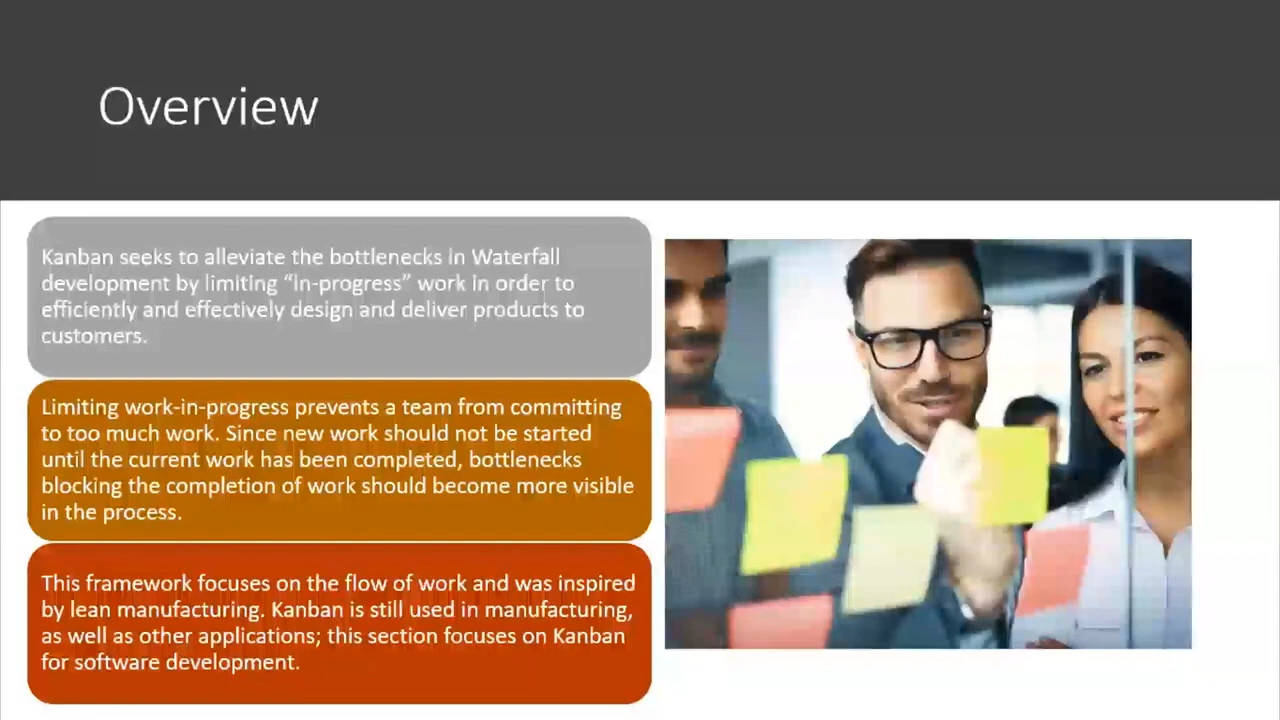 Overview
Kanban seeks to alleviate the bottlenecks in Waterfall
development by limiting “in-progress” work in order to
efficiently and effectively design and deliver products to
customers.
Limiting work-in-progress prevents a team from committing
to too much work. Since new work should not be started
until the current work has been completed, bottlenecks
blocking the completion of work should become more visible
in the process.
This framework focuses on the flow of work and was inspired
by lean manufacturing. Kanban is still used in manufacturing,
as well as other applications; this section focuses on Kanban
for software development.